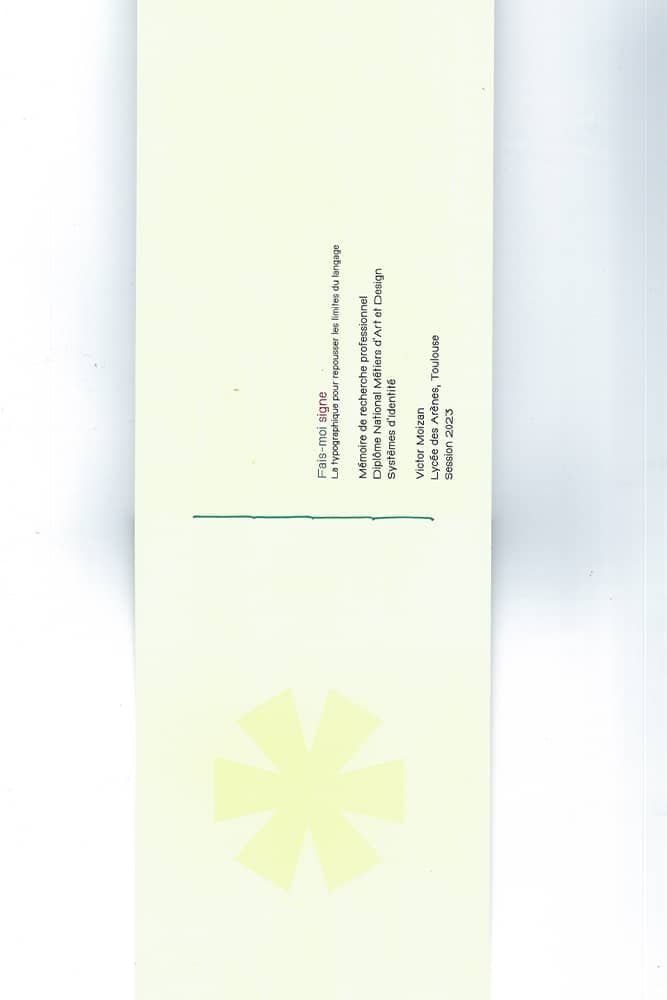 Fais-moi signe
La typographique pour repousser les limites du langage
Mémoire de recherche professionnel
Diplôme National Métiers d'Art et Design
Systèmes d'Identité
Victor Moizan
Lycée des Arènes, Toulouse
Session 2023